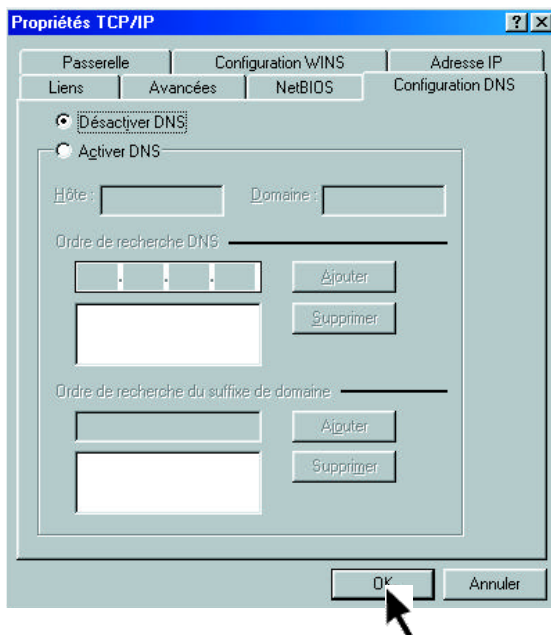 Propriétés TCP/IP
Passerelle Configuration WINS Adresse IP
Liens Avancées NetBIOS Configuration DNS
Désactiver DNS
Activer DNS
Hôte : Domaine :
Ordre de recherche DNS
Ajouter
Supprimer
Ordre de recherche du suffixe de domaine
Ajouter
Supprimer
OK Annuler